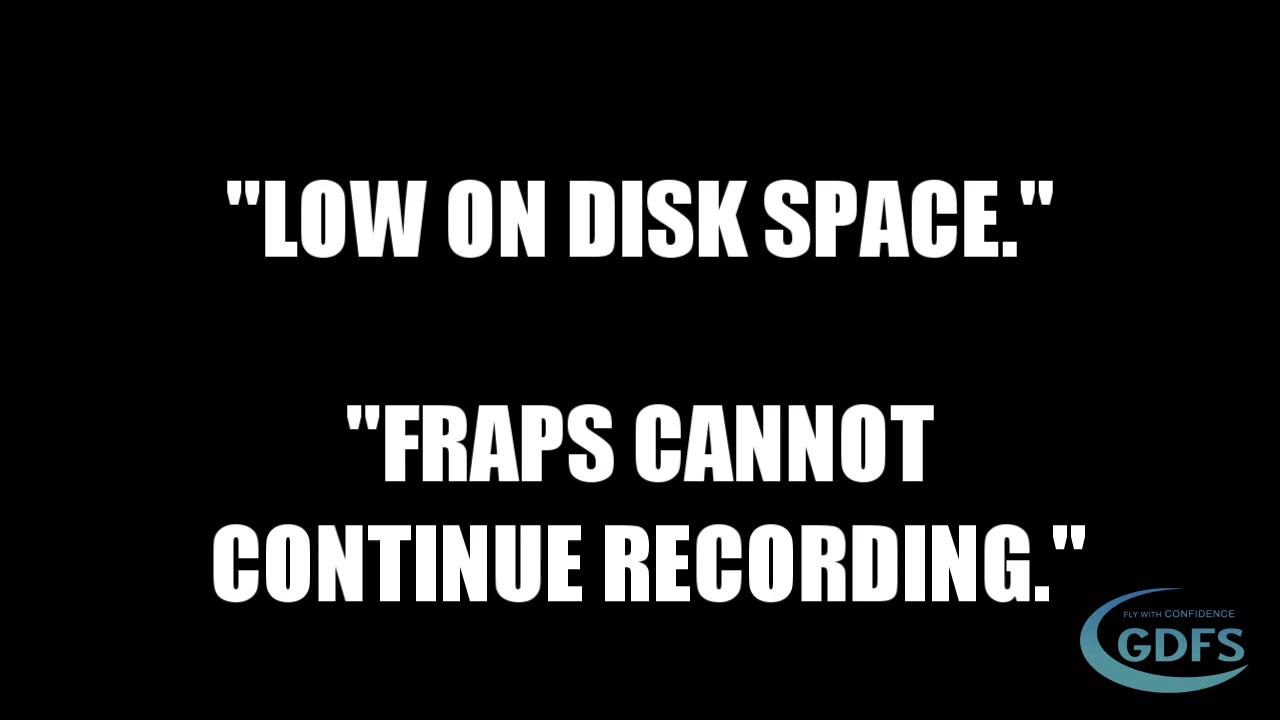 "LOW ON DISK SPACE."
"FRAPS CANNOT
CONTINUE RECORDING."
FLY WITH CONFIDENCE
GDFS